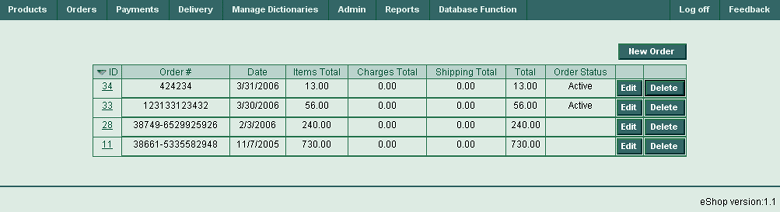 Products Orders Payments Delivery Manage Dictionaries Admin Reports Database Function Log off Feedback
New Order
ID Order # Date Items Total Charges Total Shipping Total Total Order Status
34 424234 3/31/2006 13.00 0.00 0.00 13.00 Active Edit Delete
33 123133123432 3/30/2006 56.00 0.00 0.00 56.00 Active Edit Delete
28 38749-6529925926 2/3/2006 240.00 0.00 0.00 240.00 Edit Delete
11 38661-5335582948 11/7/2005 730.00 0.00 0.00 730.00 Edit Delete
eShop version:1.1